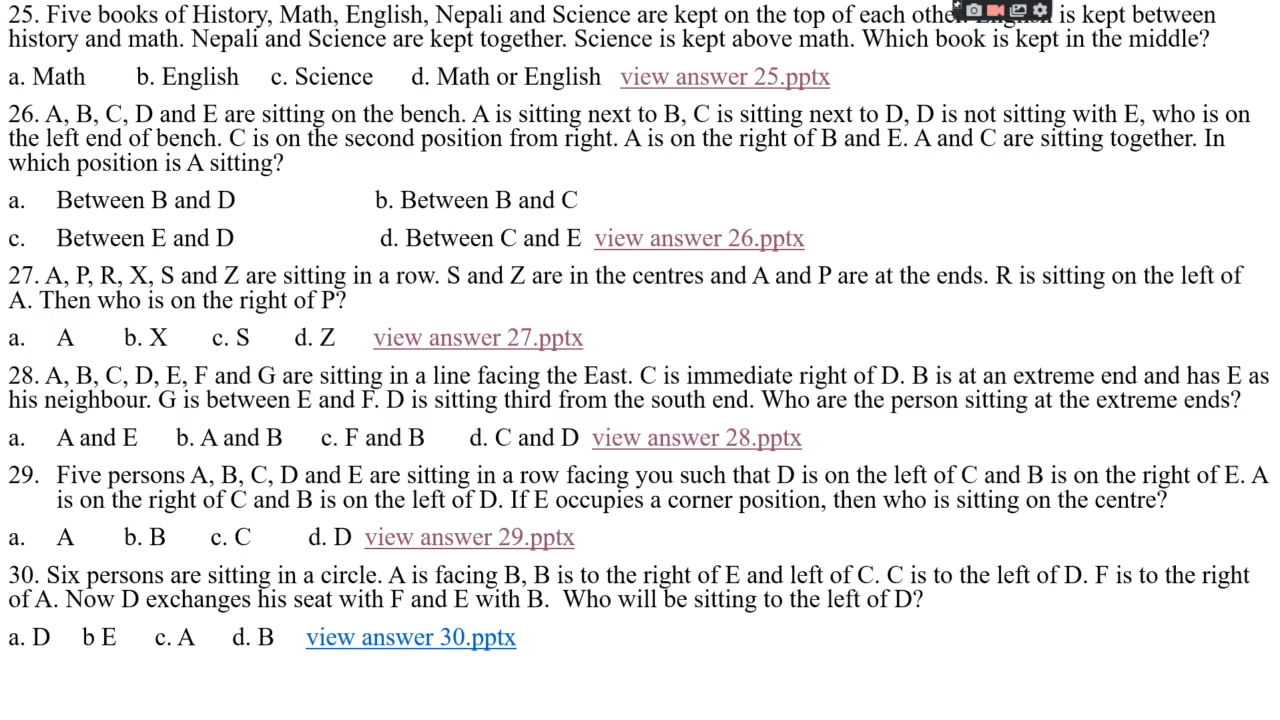 25. Five books of History, Math, English, Nepali and Science are kept on the top of each othe is kept between
history and math. Nepali and Science are kept together. Science is kept above math. Which book is kept in the middle?
a. Math b. English c. Science d. Math or English view answer 25.pptx
26. A, B, C, D and E are sitting on the bench. A is sitting next to B, C is sitting next to D, D is not sitting with E, who is on
the left end of bench. C is on the second position from right. A is on the right of B and E. A and C are sitting together. In
which position is A sitting?
a. Between B and D b. Between B and C
c. Between E and D d. Between C and E view answer 26.pptx
27. A, P, R, X, S and Z are sitting in a row. S and Z are in the centres and A and P are at the ends. R is sitting on the left of
A. Then who is on the right of P?
a. A b. X c. S d. Z view answer 27.pptx
28. A, B, C, D, E, F and G are sitting in a line facing the East. C is immediate right of D. B is at an extreme end and has E as
his neighbour. G is between E and F. D is sitting third from the south end. Who are the person sitting at the extreme ends?
a. A and E b. A and B c. F and B d. C and D view answer 28.pptx
29. Five persons A, B, C, D and E are sitting in a row facing you such that D is on the left of C and B is on the right of E. A
is on the right of C and B is on the left of D. If E occupies a corner position, then who is sitting on the centre?
a. A b. B c. C d. D view answer 29.pptx
30. Six persons are sitting in a circle. A is facing B, B is to the right of E and left of C. C is to the left of D. F is to the right
of A. Now D exchanges his seat with F and E with B. Who will be sitting to the left of D?
a. D b E c. A d. B view answer 30.pptx